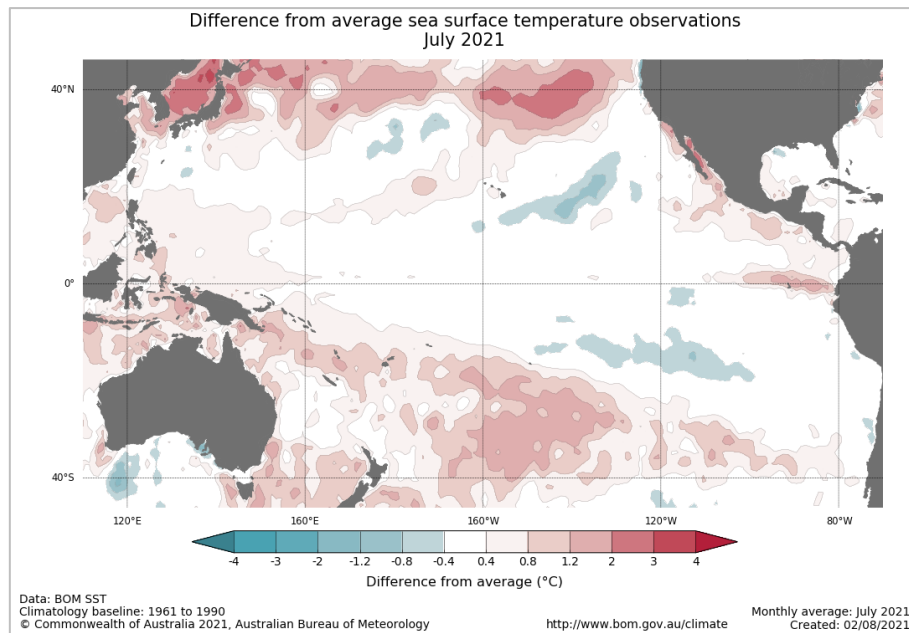 Difference from average sea surface temperature observations
July 2021
40°N
0°
40°S
120°E 160°E 160°W 120°W 80°W
-4 -3 -2 -1.2 -0.8 -0.4 0.4 0.8 1.2 2 3 4
Difference from average (°C)
Data: BOM SST
Climatology baseline: 1961 to 1990
© Commonwealth of Australia 2021, Australian Bureau of Meteorology
http://www.bom.gov.au/climate
Monthly average: July 2021
Created: 02/08/2021